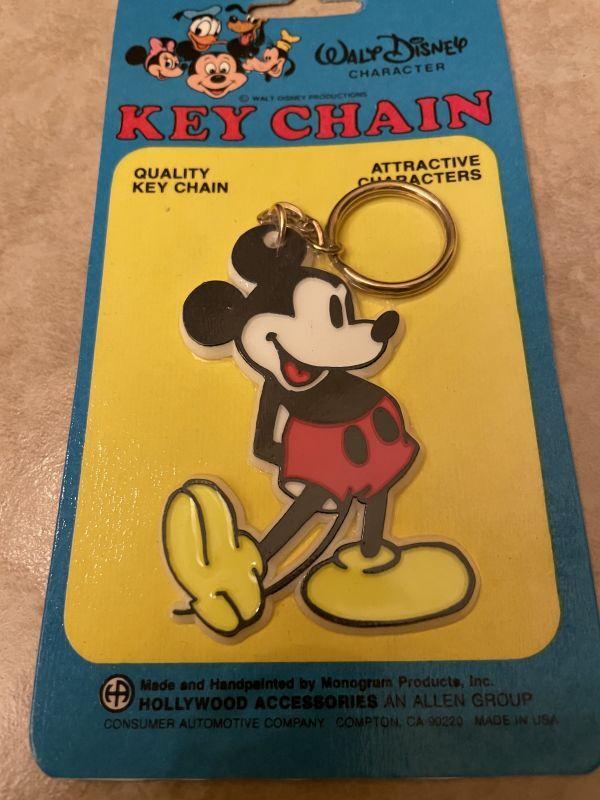 WALT DISNEY
CHARACTER
© WALT DISNEY PRODUCTIONS
KEY CHAIN
QUALITY
KEY CHAIN
ATTRACTIVE
CHARACTERS
HA
Made and Handpainted by Monogram Products, Inc.
HOLLYWOOD ACCESSORIES AN ALLEN GROUP
CONSUMER AUTOMOTIVE COMPANY COMPTON, CA 90220 MADE IN USA